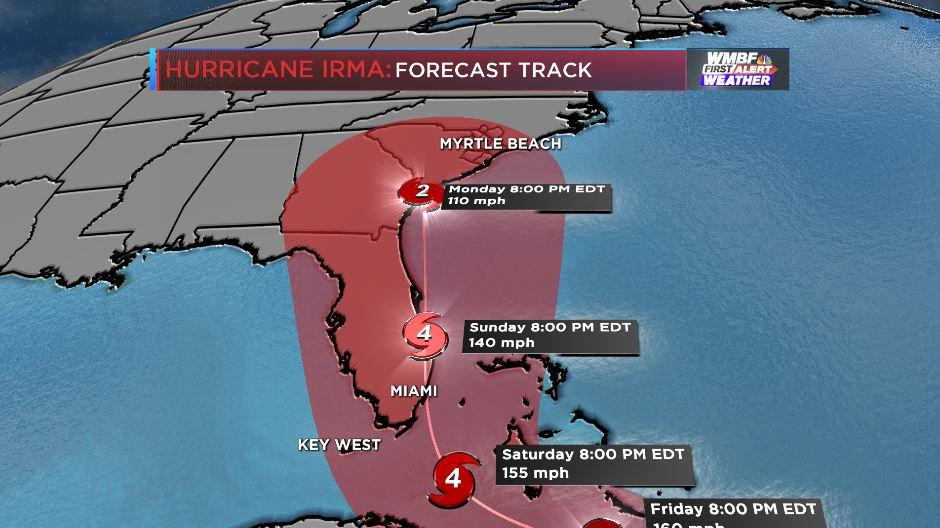 HURRICANE IRMA: FORECAST TRACK
WMBF
FIRST ALERT
WEATHER
MYRTLE BEACH
2
Monday 8:00 PM EDT
110 mph
4
Sunday 8:00 PM EDT
140 mph
MIAMI
KEY WEST
4
Saturday 8:00 PM EDT
155 mph
Friday 8:00 PM EDT
160 mph